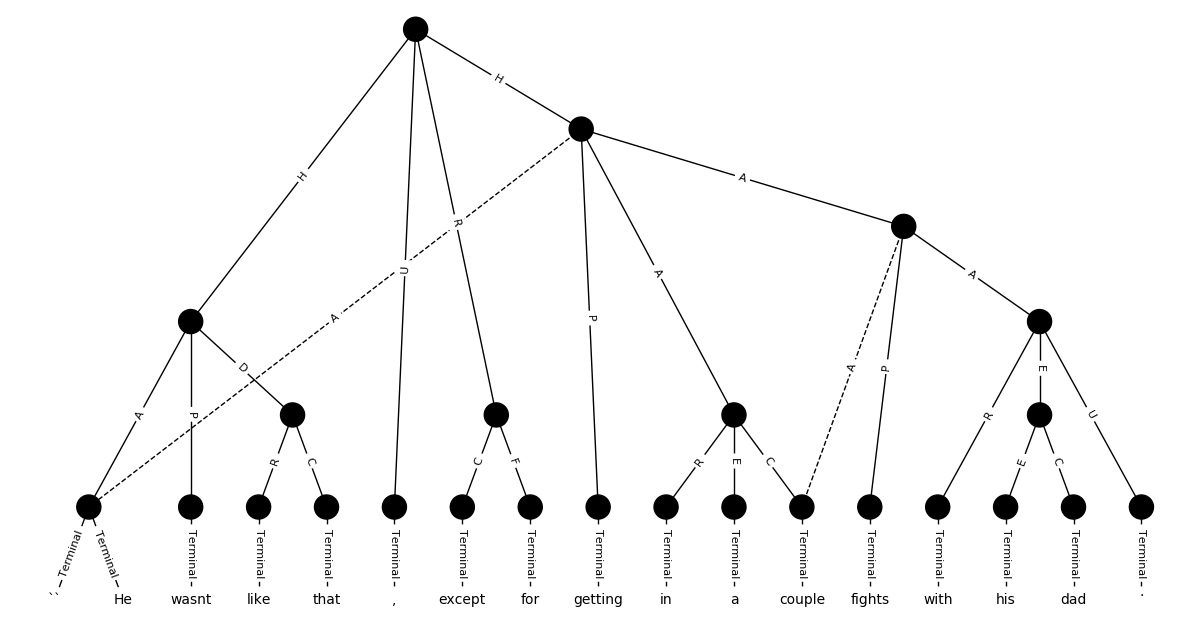 H
H
A
R
U
A
A
A
P
A
D
A
P
R
E
U
A
P
R
C
C
F
R
E
C
E
C
Terminal Terminal Terminal Terminal Terminal Terminal Terminal Terminal Terminal Terminal Terminal Terminal Terminal Terminal Terminal Terminal Terminal
`` He wasnt like that , except for getting in a couple fights with his dad .